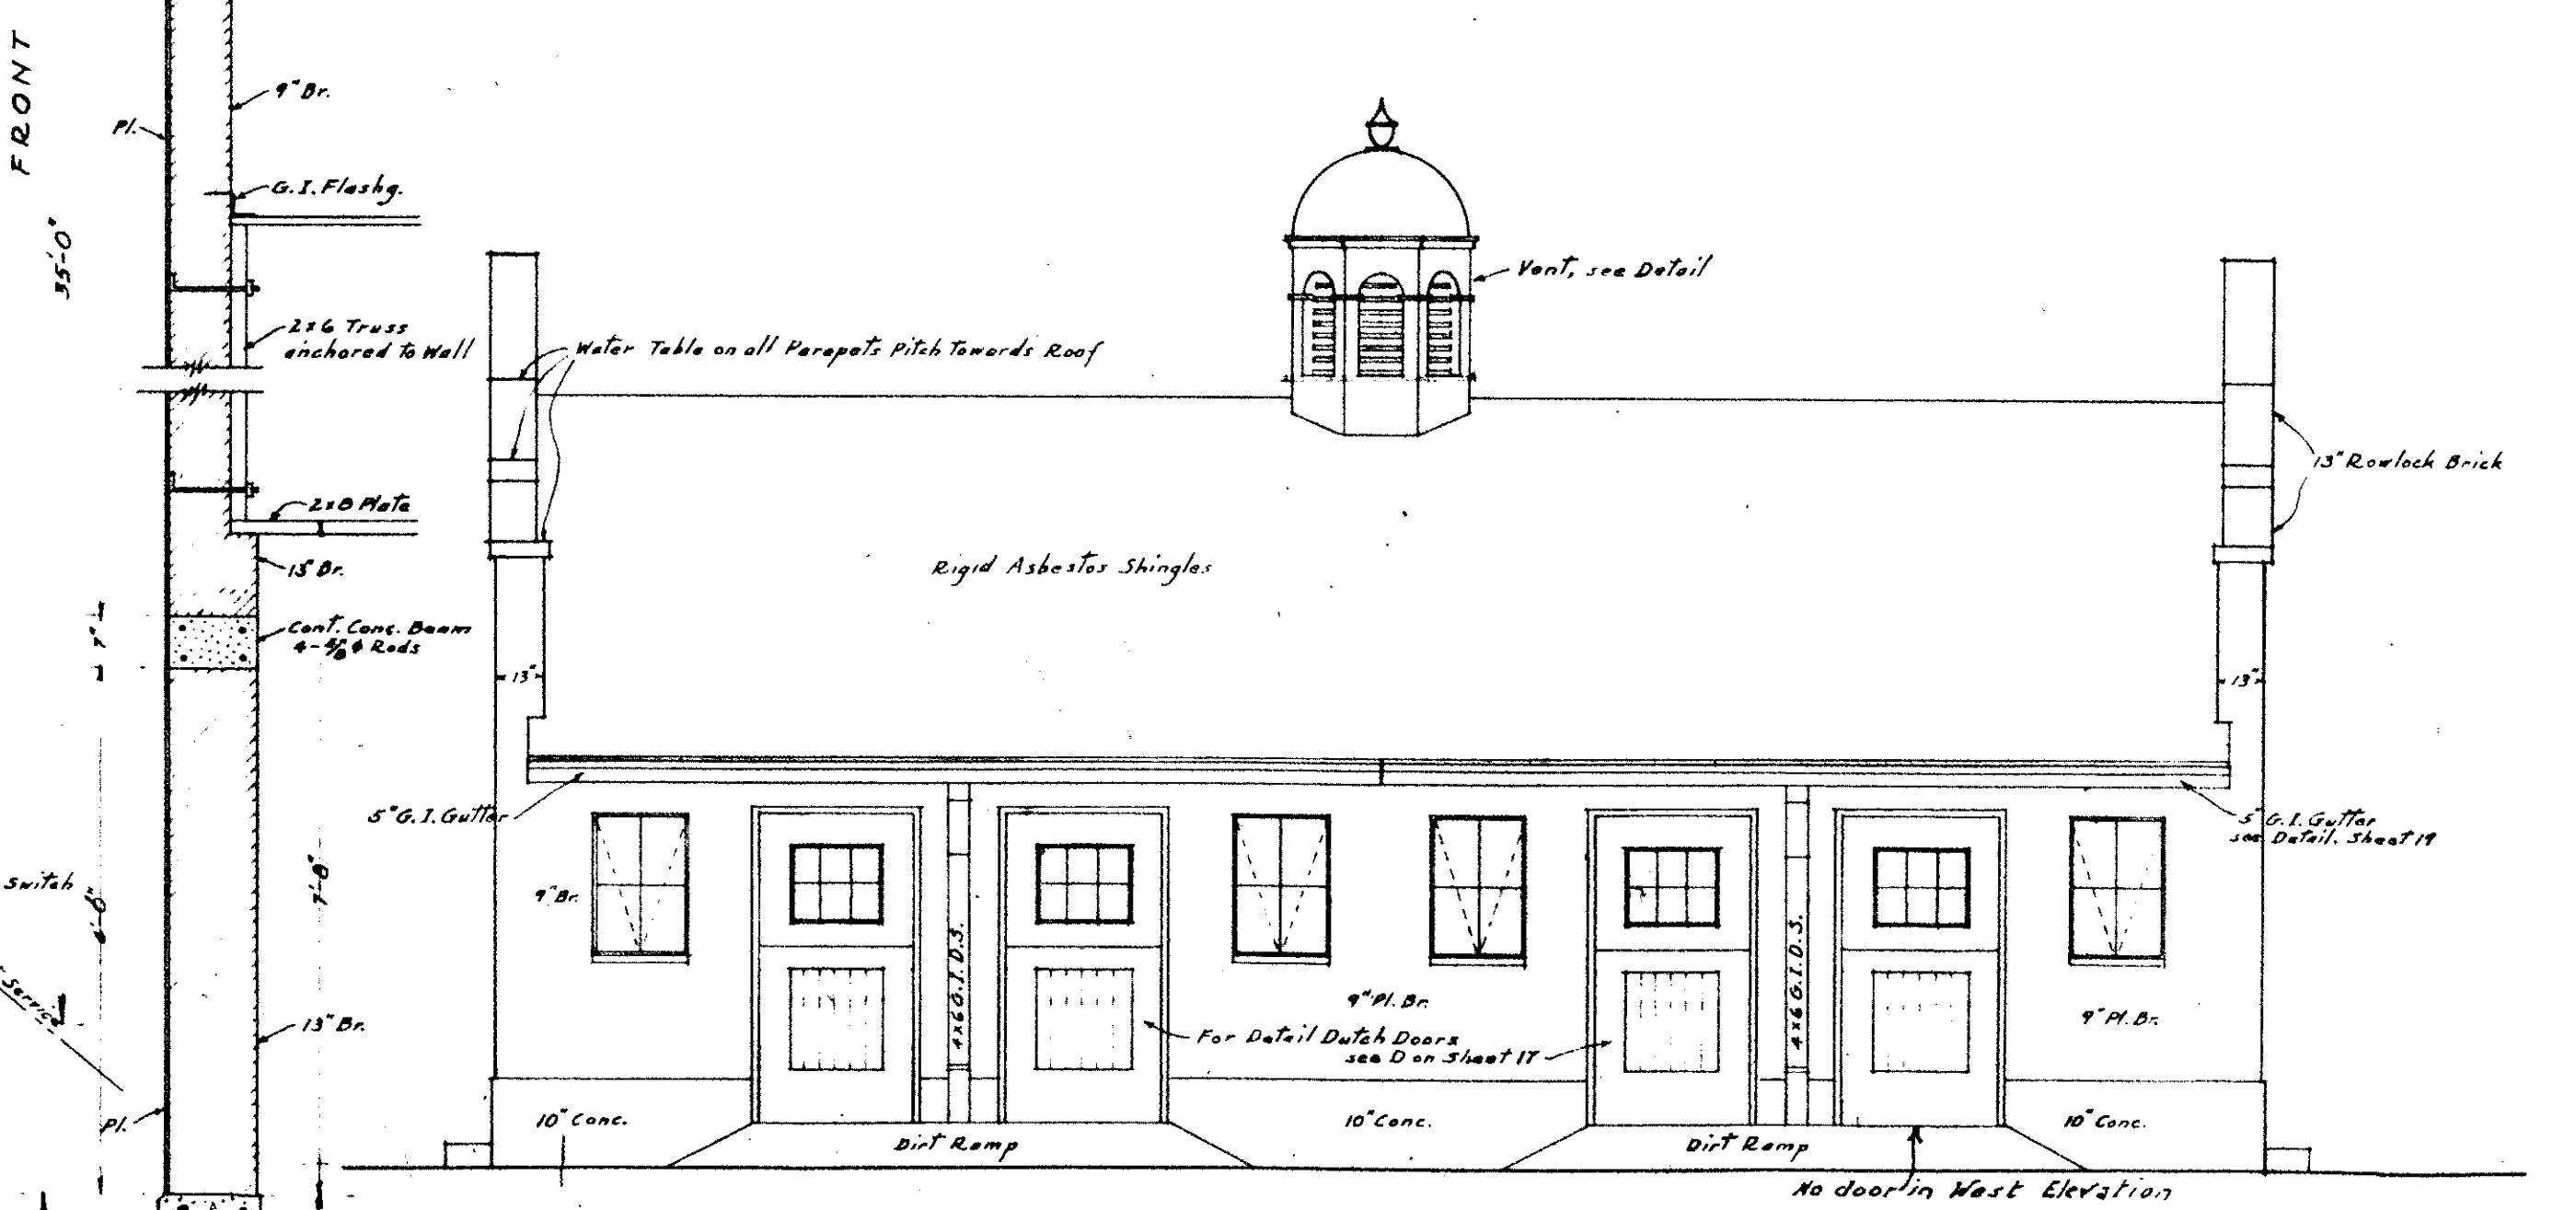 FRONT
35'-0"
9" Br.
Pl.
G.I. Flashg.
2x6 Truss
anchored to Wall
2x8 Plate
13" Br.
Cont. Conc. Beam
4-5/8 ϕ Rods
7"
6'-0"
7'-8"
13" Br.
Pl.
Switch
Service
Vent, see Detail
Water Table on all Parapets Pitch Towards Roof
13" Rowlock Brick
Rigid Asbestos Shingles
13"
13"
5" G.I. Gutter
5" G.I. Gutter
see Detail. Sheet 19
9" Br.
4x6 G.I.D.S.
4x6 G.I.D.S.
9" Pl. Br.
9" Pl. Br.
For Detail Dutch Doors
see D on Sheet 17
10" Conc.
10" Conc.
10" Conc.
Dirt Ramp
Dirt Ramp
No door in West Elevation